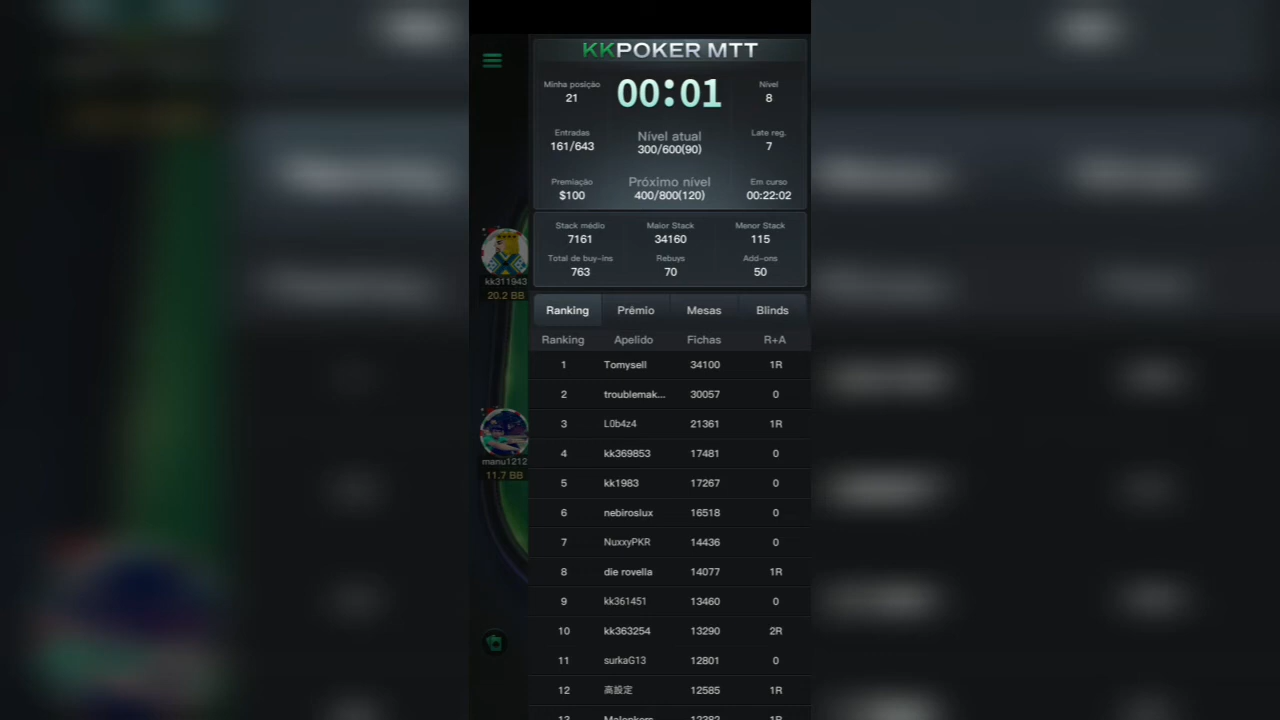 KKPOKER MTT
Minha posição
21
00:01
Nível
8
Entradas
161/643
Nível atual
300/600(90)
Late reg.
7
Premiação
$100
Próximo nível
400/800(120)
Em curso
00:22:02
Stack médio
7161
Maior Stack
34160
Menor Stack
115
Total de buy-ins
763
Rebuys
70
Add-ons
50
kk311943
20.2 BB
Ranking Prêmio Mesas Blinds
Ranking Apelido Fichas R+A
1 Tomysell 34100 1R
2 troublemak... 30057 0
3 L0b4z4 21361 1R
4 kk369853 17481 0
manu1212
11.7 BB
5 kk1983 17267 0
6 nebiroslux 16518 0
7 NuxxyPKR 14436 0
8 die rovella 14077 1R
9 kk361451 13460 0
10 kk363254 13290 2R
11 surkaG13 12801 0
12 高設定 12585 1R